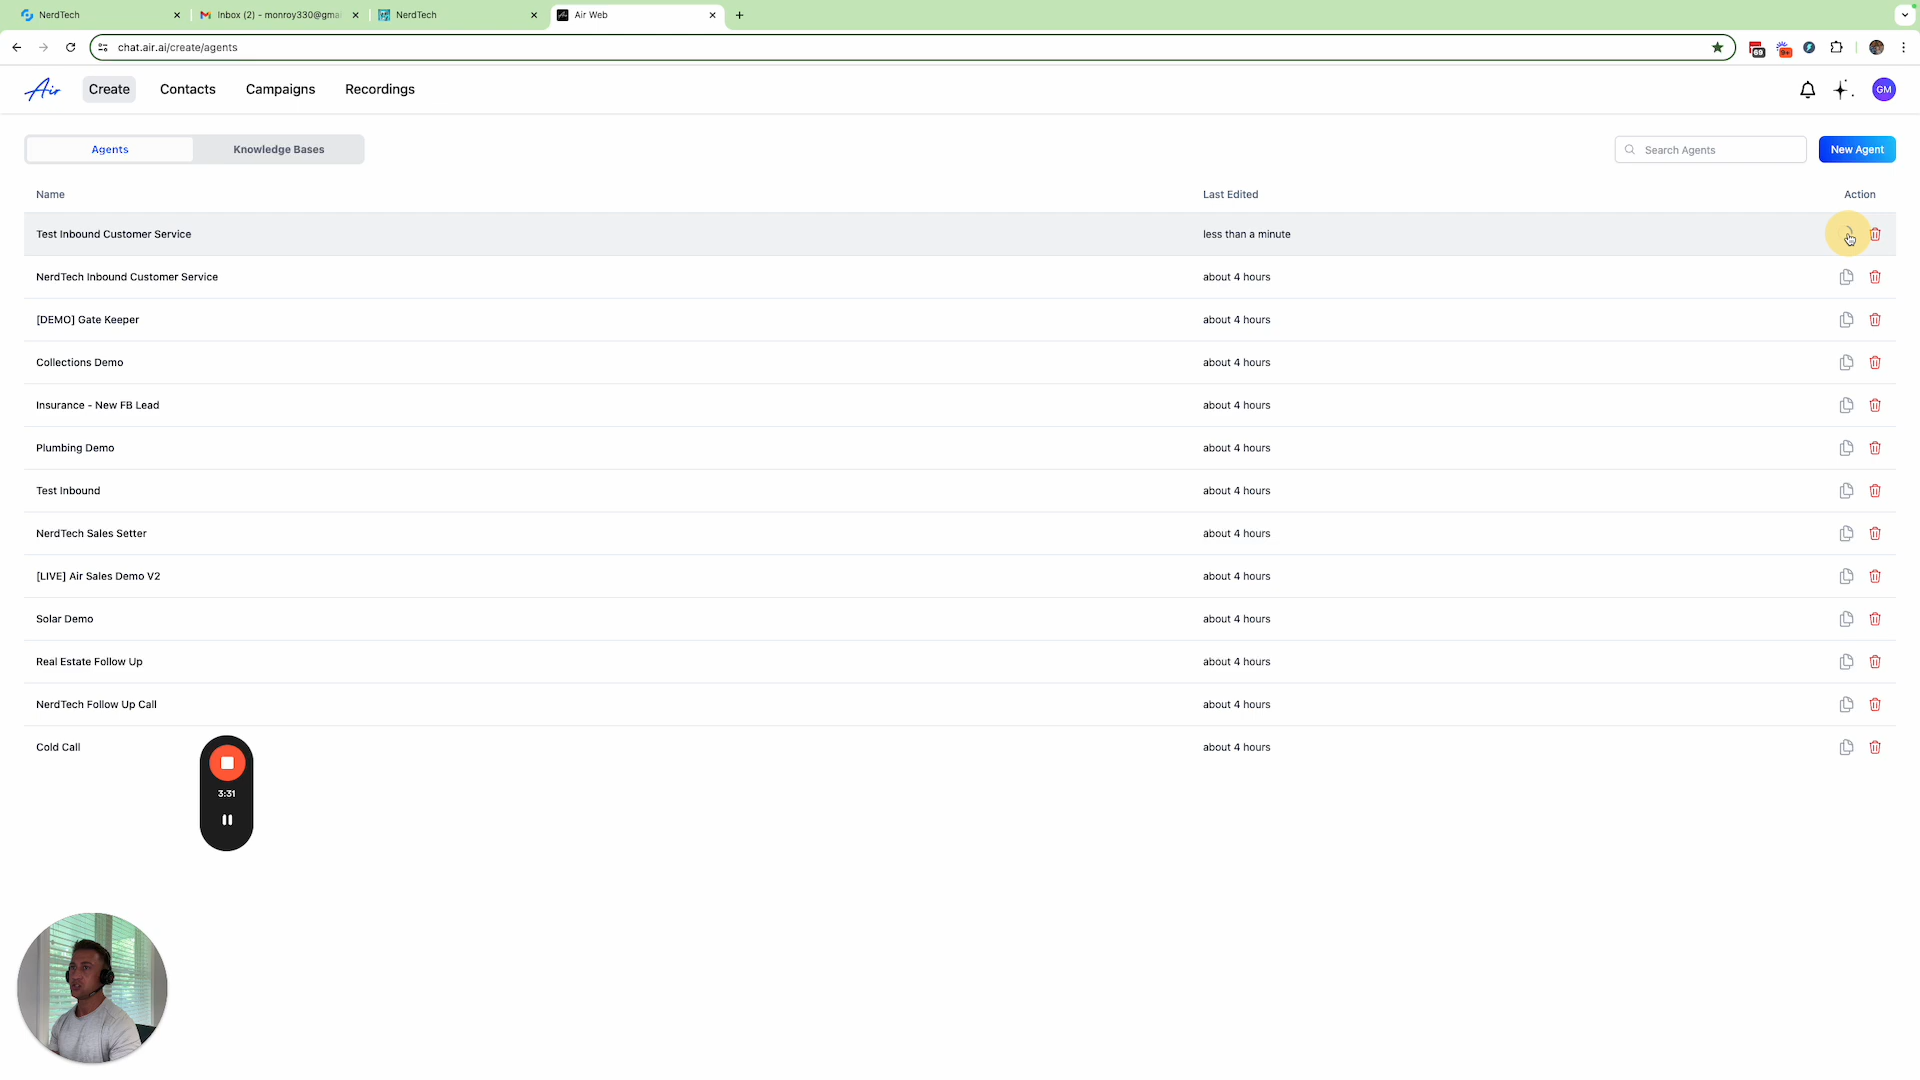 NerdTech
Inbox (2) - monroy330@gmai
NerdTech
Air Web
chat.air.ai/create/agents
69
9+
Air
Create
Contacts
Campaigns
Recordings
GM
Agents
Knowledge Bases
Search Agents
New Agent
Name
Last Edited
Action
Test Inbound Customer Service
less than a minute
NerdTech Inbound Customer Service
about 4 hours
[DEMO] Gate Keeper
about 4 hours
Collections Demo
about 4 hours
Insurance - New FB Lead
about 4 hours
Plumbing Demo
about 4 hours
Test Inbound
about 4 hours
NerdTech Sales Setter
about 4 hours
[LIVE] Air Sales Demo V2
about 4 hours
Solar Demo
about 4 hours
Real Estate Follow Up
about 4 hours
NerdTech Follow Up Call
about 4 hours
Cold Call
about 4 hours
3:31